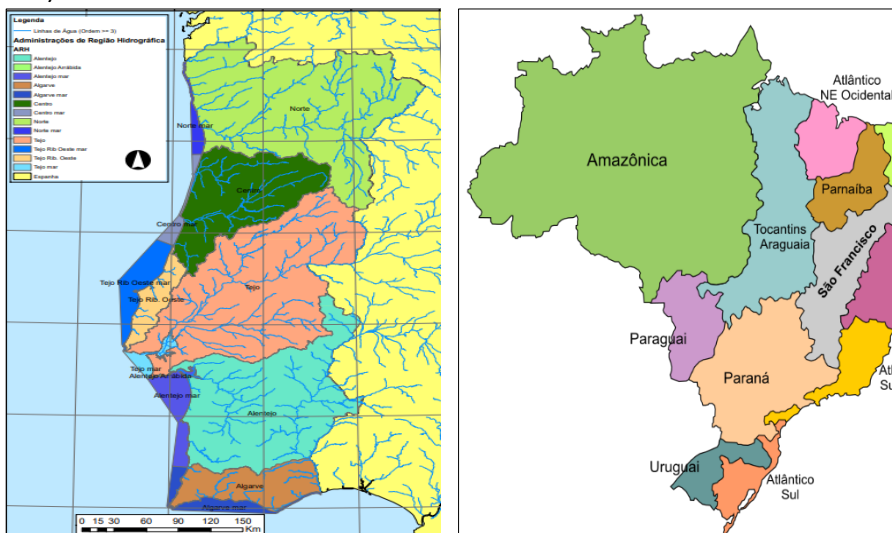 Legenda
Linhas de Água (Ordem >= 3)
Administrações de Região Hidrográfica
ARH
Alentejo
Alentejo Arrábida
Alentejo mar
Algarve
Algarve mar
Centro
Centro mar
Norte
Norte mar
Tejo
Tejo Rib Oeste mar
Tejo Rib. Oeste
Tejo mar
Espanha
Norte
Norte mar
Centro
Centro mar
Tejo Rib Oeste mar
Tejo Rib. Oeste
Tejo
Tejo mar
Alentejo Arrábida
Alentejo mar
Alentejo
Algarve
Algarve mar
0 15 30 60 90 120 150
Km
Atlântico
NE Ocidental
Amazônica
Parnaíba
Tocantins
Araguaia
São Francisco
Paraguai
Paraná
Uruguai
Atlântico
Sul